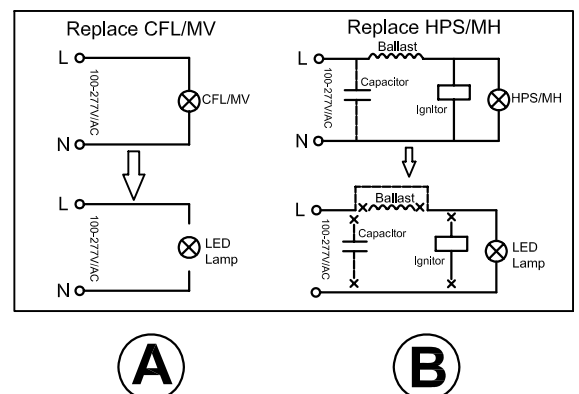 Replace CFL/MV
L
100-277V/AC
CFL/MV
N
L
100-277V/AC
LED
Lamp
N
Replace HPS/MH
Ballast
L
100-277V/AC
Capacitor
Ignitor
HPS/MH
N
Ballast
L
100-277V/AC
Capacitor
Ignitor
LED
Lamp
A
B